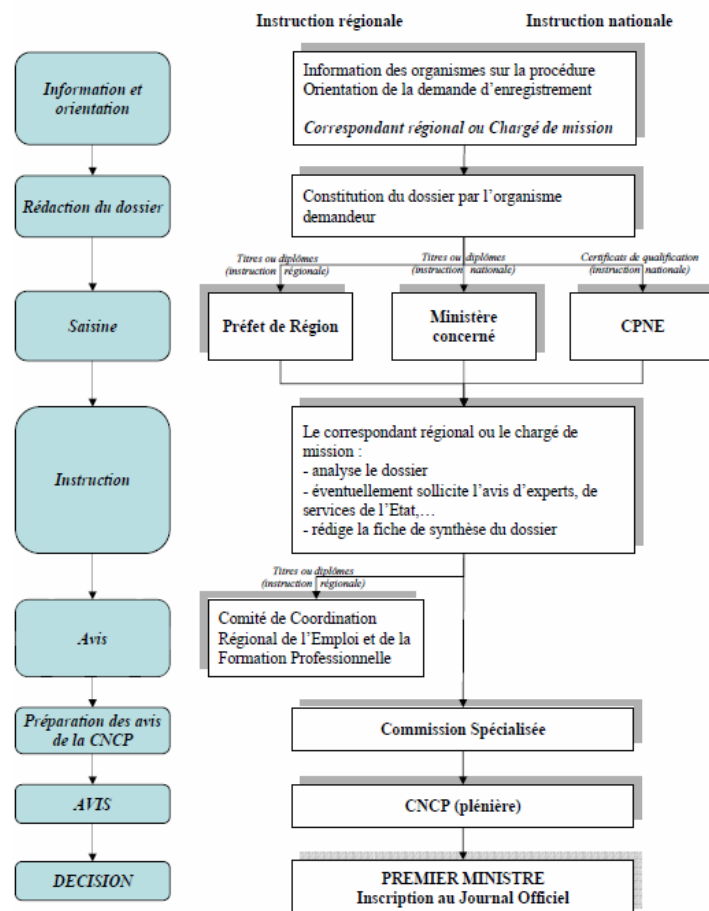 Instruction régionale
Instruction nationale
Information et
orientation
Information des organismes sur la procédure
Orientation de la demande d'enregistrement
Correspondant régional ou Chargé de mission
Rédaction du dossier
Constitution du dossier par l'organisme
demandeur
Titres ou diplômes
(instruction régionale)
Titres ou diplômes
(instruction nationale)
Certificats de qualification
(instruction nationale)
Saisine
Préfet de Région
Ministère
concerné
CPNE
Instruction
Le correspondant régional ou le chargé de
mission :
- analyse le dossier
- éventuellement sollicite l'avis d'experts, de
services de l'Etat,…
- rédige la fiche de synthèse du dossier
Titres ou diplômes
(instruction régionale)
Avis
Comité de Coordination
Régional de l'Emploi et de la
Formation Professionnelle
Préparation des avis
de la CNCP
Commission Spécialisée
AVIS
CNCP (plénière)
DECISION
PREMIER MINISTRE
Inscription au Journal Officiel